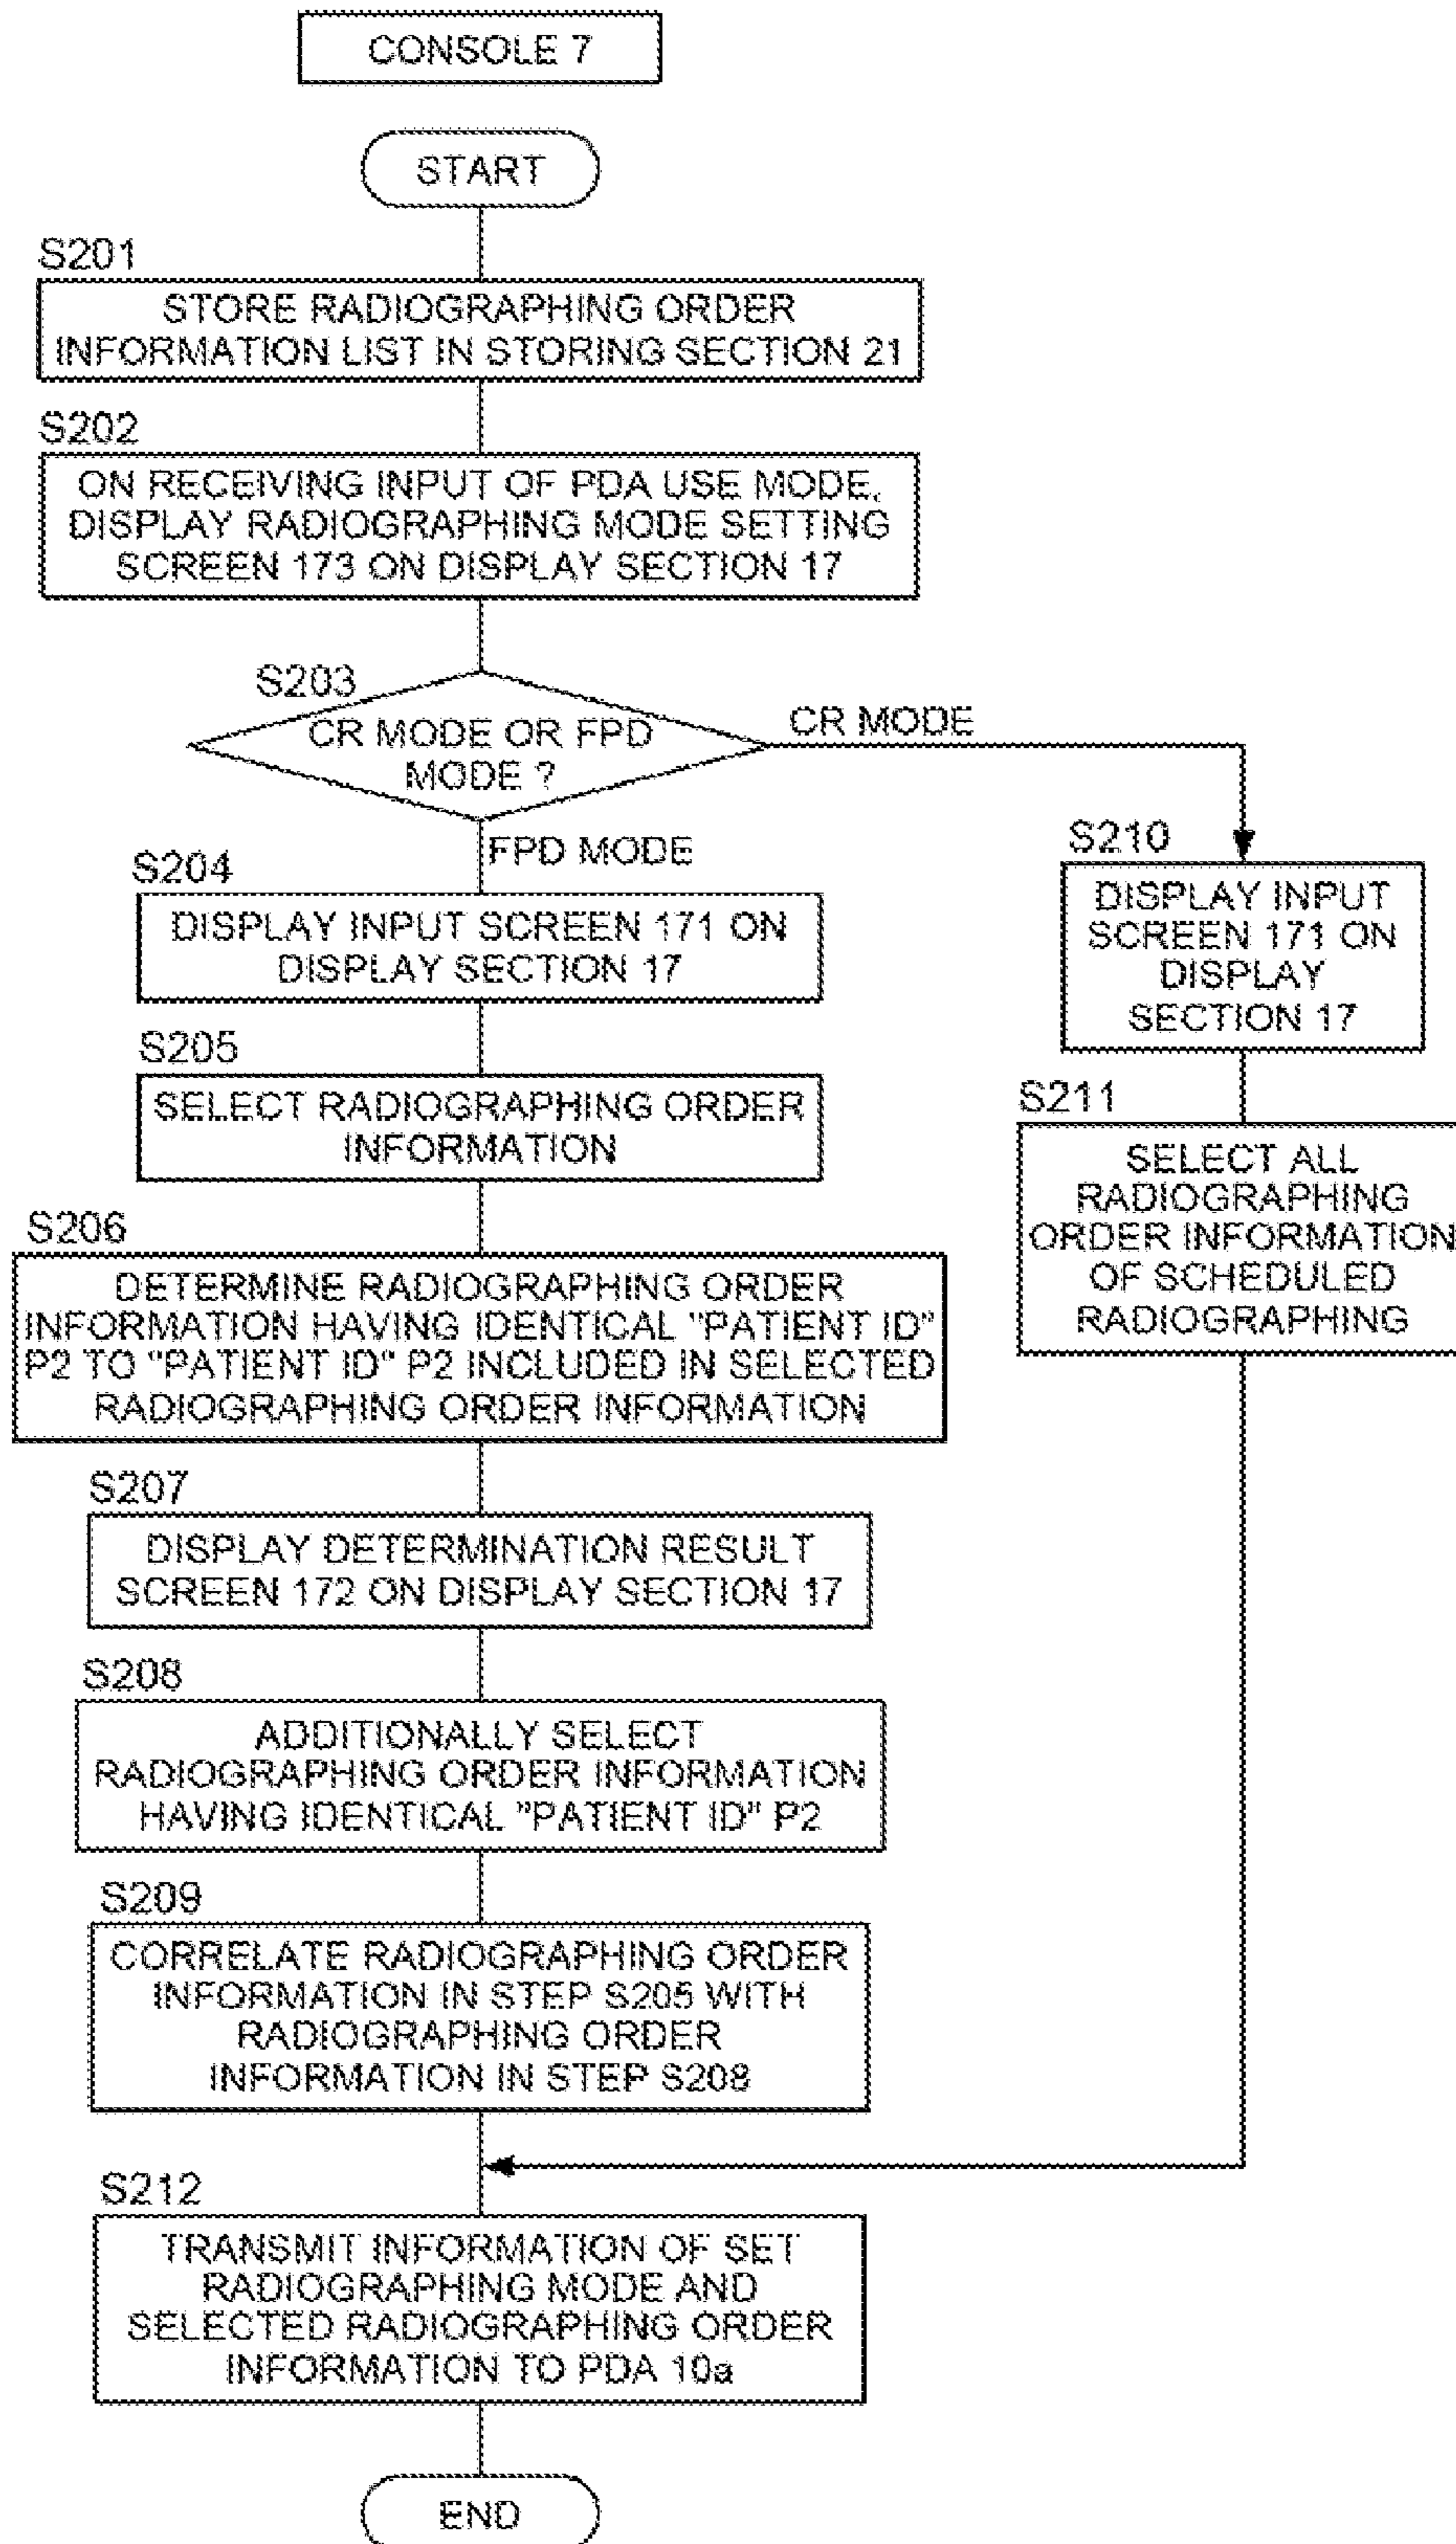 CONSOLE 7
START
S201
STORE RADIOGRAPHING ORDER
INFORMATION LIST IN STORING SECTION 21
S202
ON RECEIVING INPUT OF PDA USE MODE,
DISPLAY RADIOGRAPHING MODE SETTING
SCREEN 173 ON DISPLAY SECTION 17
S203
CR MODE OR FPD
MODE ?
CR MODE
FPD MODE
S204
DISPLAY INPUT SCREEN 171 ON
DISPLAY SECTION 17
S205
SELECT RADIOGRAPHING ORDER
INFORMATION
S206
DETERMINE RADIOGRAPHING ORDER
INFORMATION HAVING IDENTICAL "PATIENT ID"
P2 TO "PATIENT ID" P2 INCLUDED IN SELECTED
RADIOGRAPHING ORDER INFORMATION
S207
DISPLAY DETERMINATION RESULT
SCREEN 172 ON DISPLAY SECTION 17
S208
ADDITIONALLY SELECT
RADIOGRAPHING ORDER INFORMATION
HAVING IDENTICAL "PATIENT ID" P2
S209
CORRELATE RADIOGRAPHING ORDER
INFORMATION IN STEP S205 WITH
RADIOGRAPHING ORDER
INFORMATION IN STEP S208
S210
DISPLAY INPUT
SCREEN 171 ON
DISPLAY
SECTION 17
S211
SELECT ALL
RADIOGRAPHING
ORDER INFORMATION
OF SCHEDULED
RADIOGRAPHING
S212
TRANSMIT INFORMATION OF SET
RADIOGRAPHING MODE AND
SELECTED RADIOGRAPHING ORDER
INFORMATION TO PDA 10a
END